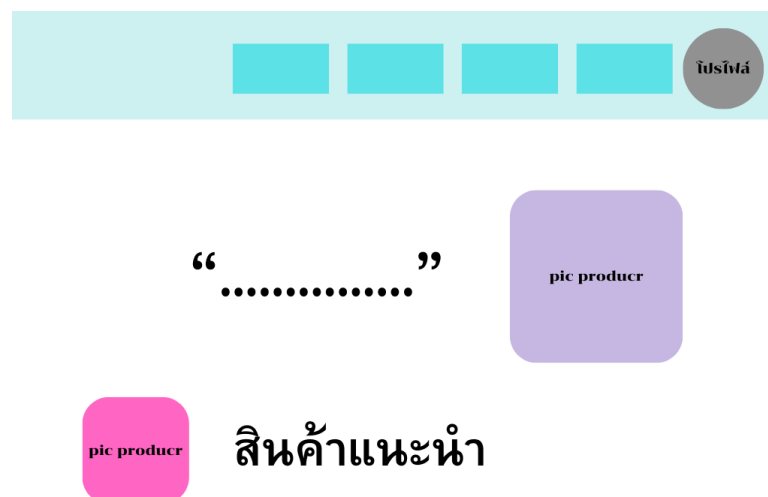 โปรไฟล์
“...............”
pic producr
pic producr
สินค้าแนะนำ